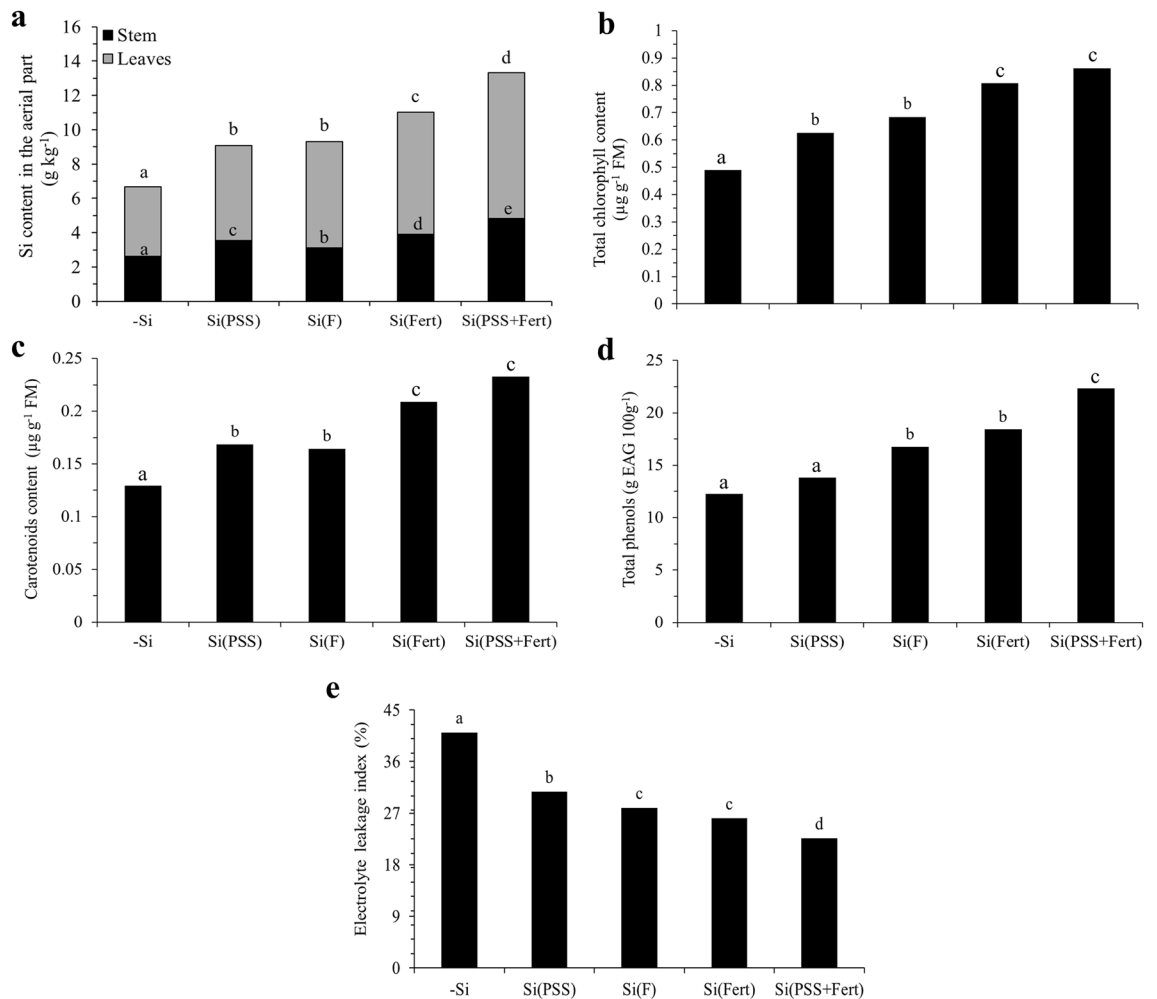 a
Si content in the aerial part
(g kg-1)
16
14
12
10
8
6
4
2
0
Stem
Leaves
a
b
b
c
d
a
c
b
d
e
-Si
Si(PSS)
Si(F)
Si(Fert)
Si(PSS+Fert)
b
Total chlorophyll content
(µg g-1 FM)
1
0.9
0.8
0.7
0.6
0.5
0.4
0.3
0.2
0.1
0
a
b
b
c
c
c
Carotenoids content (µg g-1 FM)
0.25
0.2
0.15
0.1
0.05
0
a
b
b
c
c
-Si
Si(PSS)
Si(F)
Si(Fert)
Si(PSS+Fert)
d
Total phenols (g EAG 100g-1)
25
20
15
10
5
0
a
a
b
b
c
-Si
Si(PSS)
Si(F)
Si(Fert)
Si(PSS+Fert)
e
Electrolyte leakage index (%)
45
36
27
18
9
0
a
b
c
c
d
-Si
Si(PSS)
Si(F)
Si(Fert)
Si(PSS+Fert)